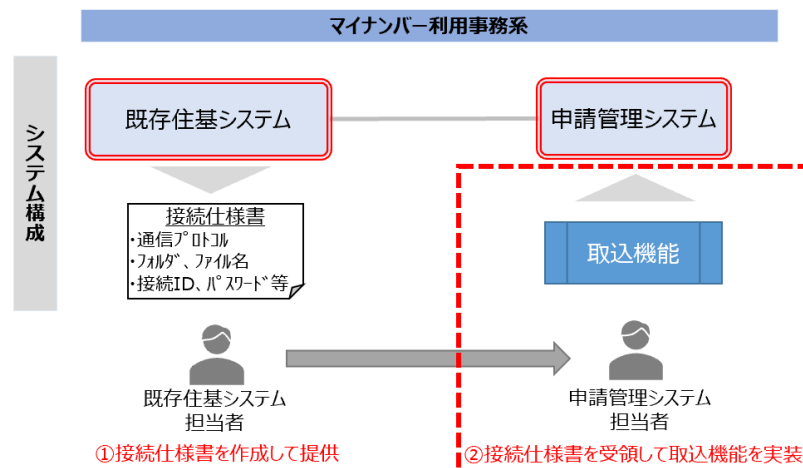 マイナンバー利用事務系
システム構成
既存住基システム
申請管理システム
接続仕様書
・通信プロトコル
・フォルダ、ファイル名
・接続ID、パスワード等
取込機能
既存住基システム
担当者
申請管理システム
担当者
①接続仕様書を作成して提供
②接続仕様書を受領して取込機能を実装